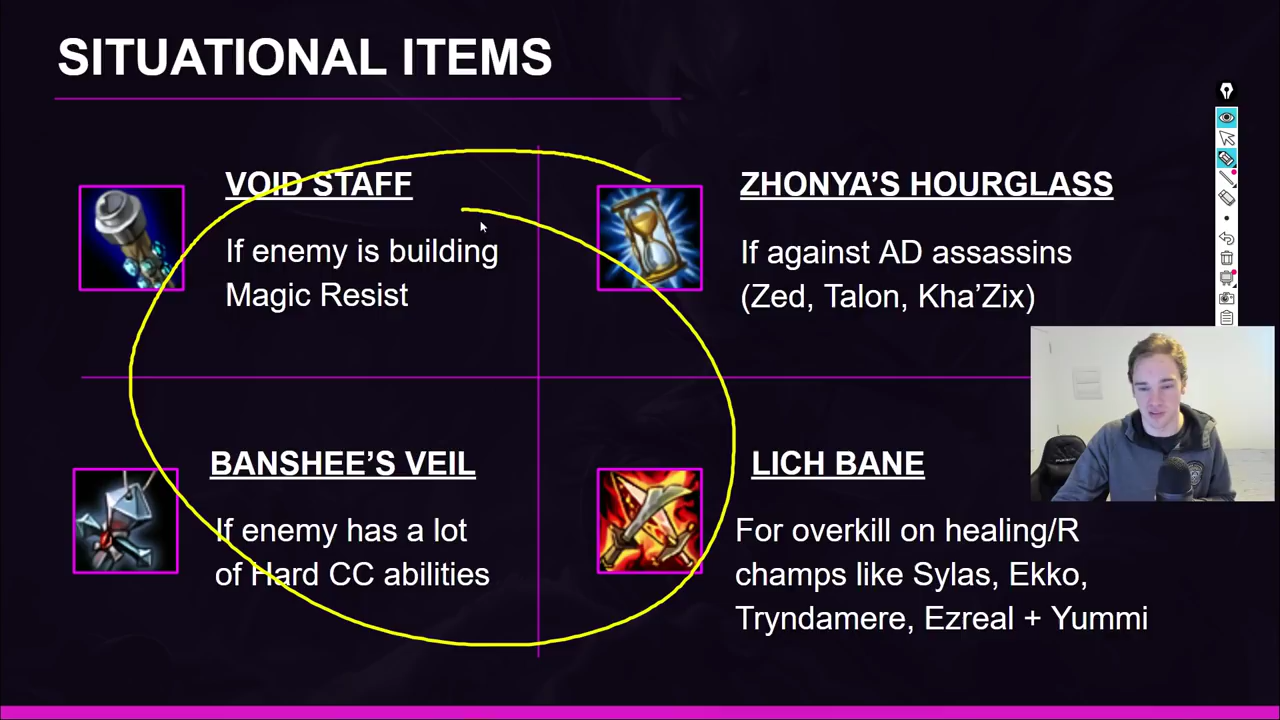 SITUATIONAL ITEMS
VOID STAFF
If enemy is building
Magic Resist
ZHONYA'S HOURGLASS
If against AD assassins
(Zed, Talon, Kha'Zix)
BANSHEE'S VEIL
If enemy has a lot
of Hard CC abilities
LICH BANE
For overkill on healing/R
champs like Sylas, Ekko,
Tryndamere, Ezreal + Yummi